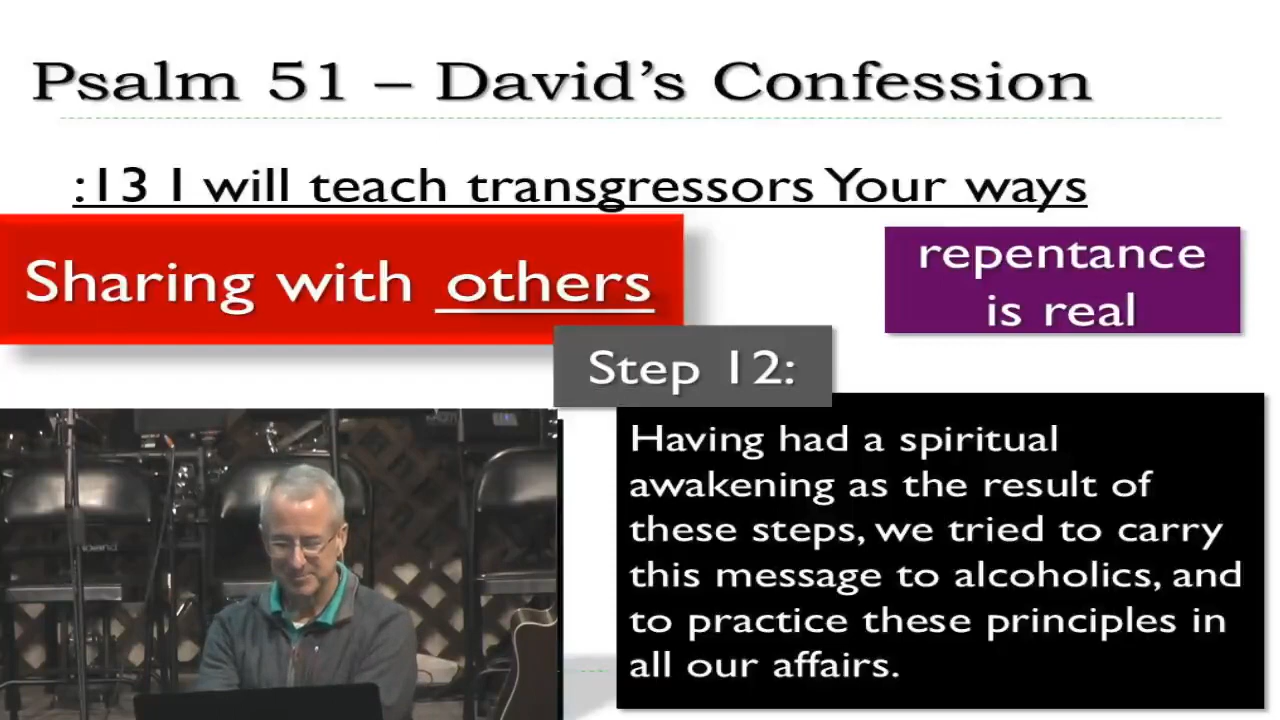 Psalm 51 – David’s Confession
:13 I will teach transgressors Your ways
Sharing with others
repentance
is real
Step 12:
Having had a spiritual
awakening as the result of
these steps, we tried to carry
this message to alcoholics, and
to practice these principles in
all our affairs.
Roland